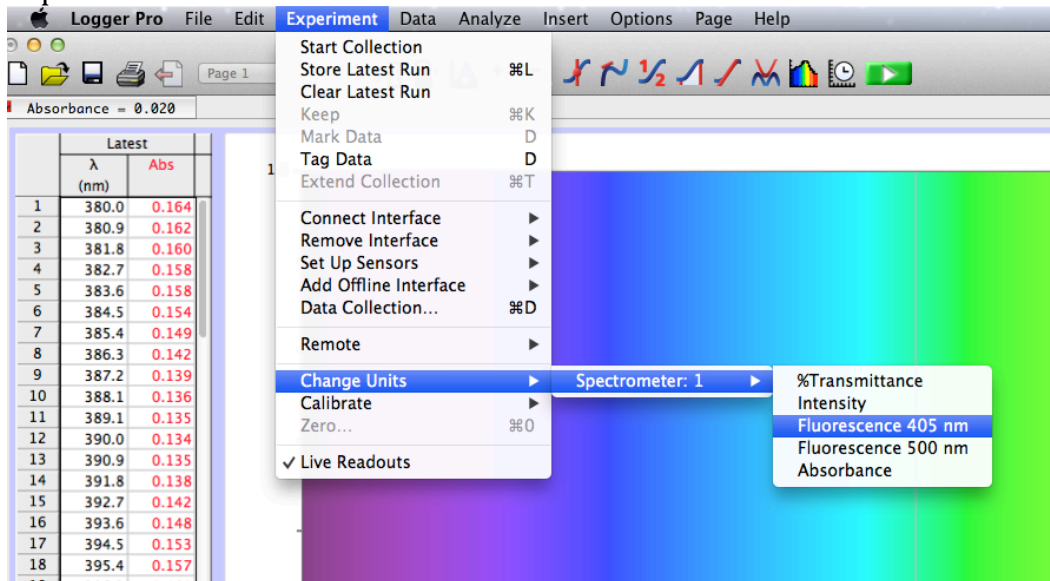 Logger Pro File Edit Experiment Data Analyze Insert Options Page Help
Page 1
Absorbance = 0.020
Start Collection
Store Latest Run ⌘L
Clear Latest Run
Keep ⌘K
Mark Data D
Tag Data D
Extend Collection ⌘T
Connect Interface
Remove Interface
Set Up Sensors
Add Offline Interface
Data Collection... ⌘D
Remote
Change Units
Calibrate
Zero... ⌘0
✓ Live Readouts
Spectrometer: 1
%Transmittance
Intensity
Fluorescence 405 nm
Fluorescence 500 nm
Absorbance
Latest
λ Abs
(nm)
1 380.0 0.164
2 380.9 0.162
3 381.8 0.160
4 382.7 0.158
5 383.6 0.158
6 384.5 0.154
7 385.4 0.149
8 386.3 0.142
9 387.2 0.139
10 388.1 0.136
11 389.1 0.135
12 390.0 0.134
13 390.9 0.135
14 391.8 0.138
15 392.7 0.142
16 393.6 0.148
17 394.5 0.153
18 395.4 0.157
1